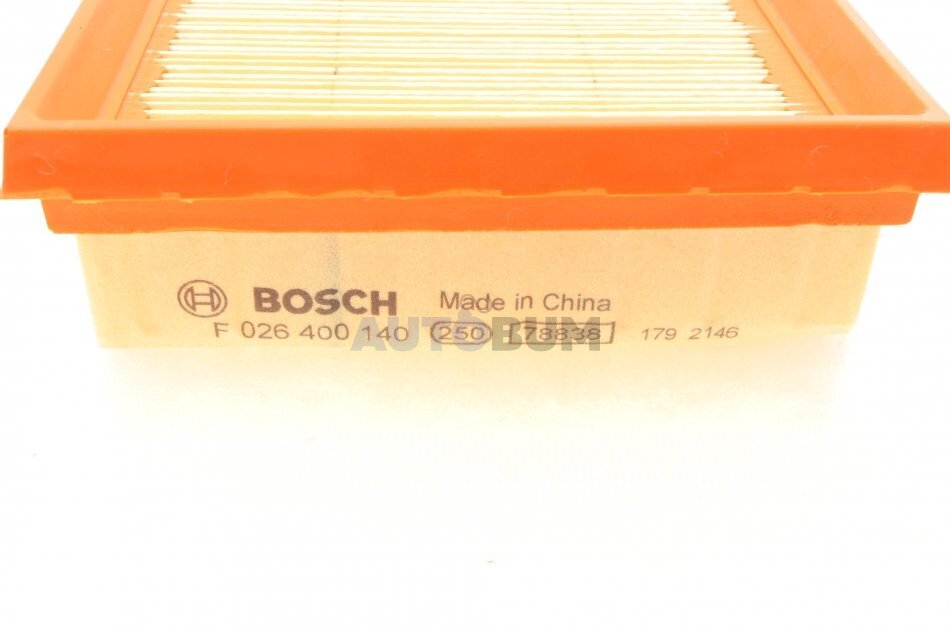 BOSCH Made in China
F 026 400 140 250 78838 179 2146
AUTOBUM